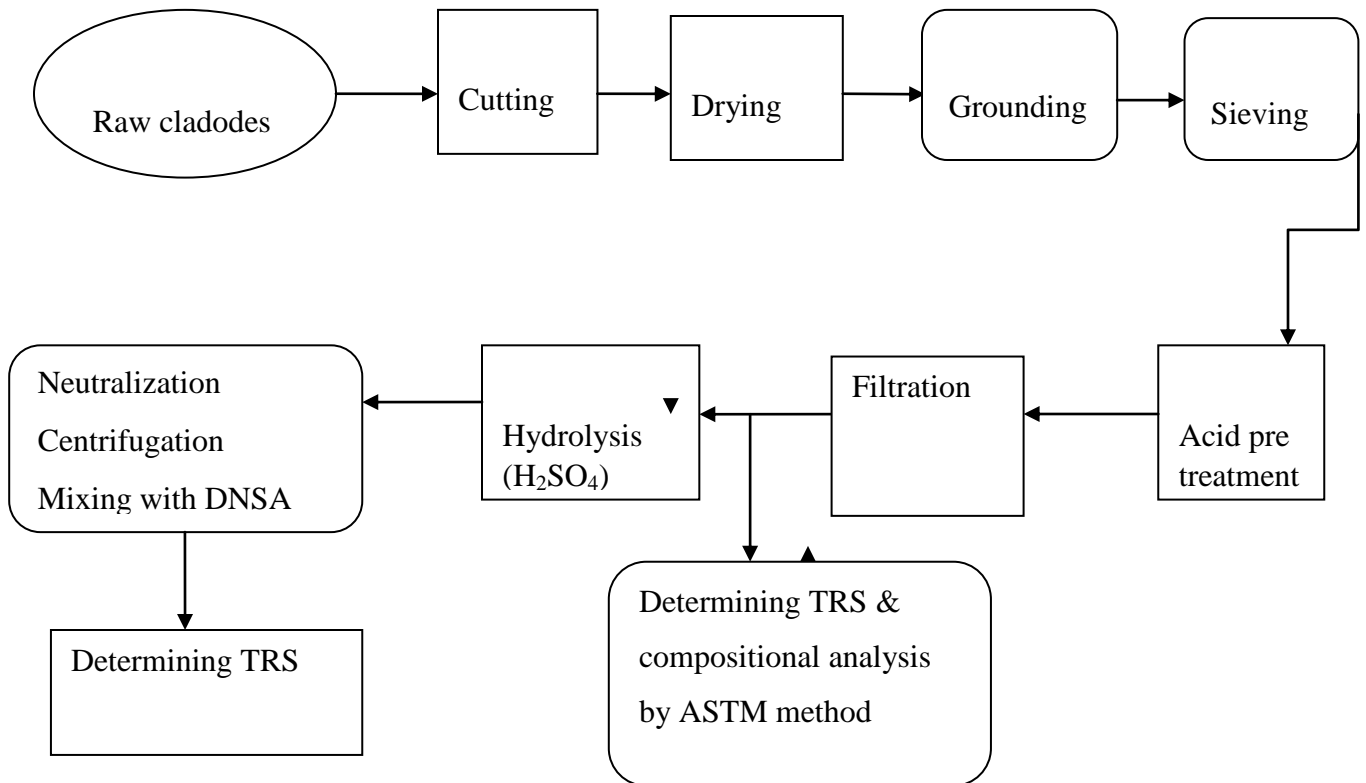 Raw cladodes
Cutting
Drying
Grounding
Sieving
Acid pre
treatment
Filtration
Hydrolysis
(H₂SO₄)
Neutralization
Centrifugation
Mixing with DNSA
Determining TRS
Determining TRS &
compositional analysis
by ASTM method